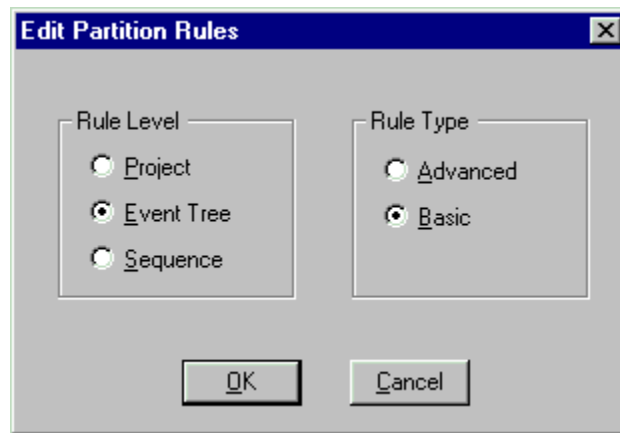 Edit Partition Rules
Rule Level
Project
Event Tree
Sequence
Rule Type
Advanced
Basic
OK
Cancel